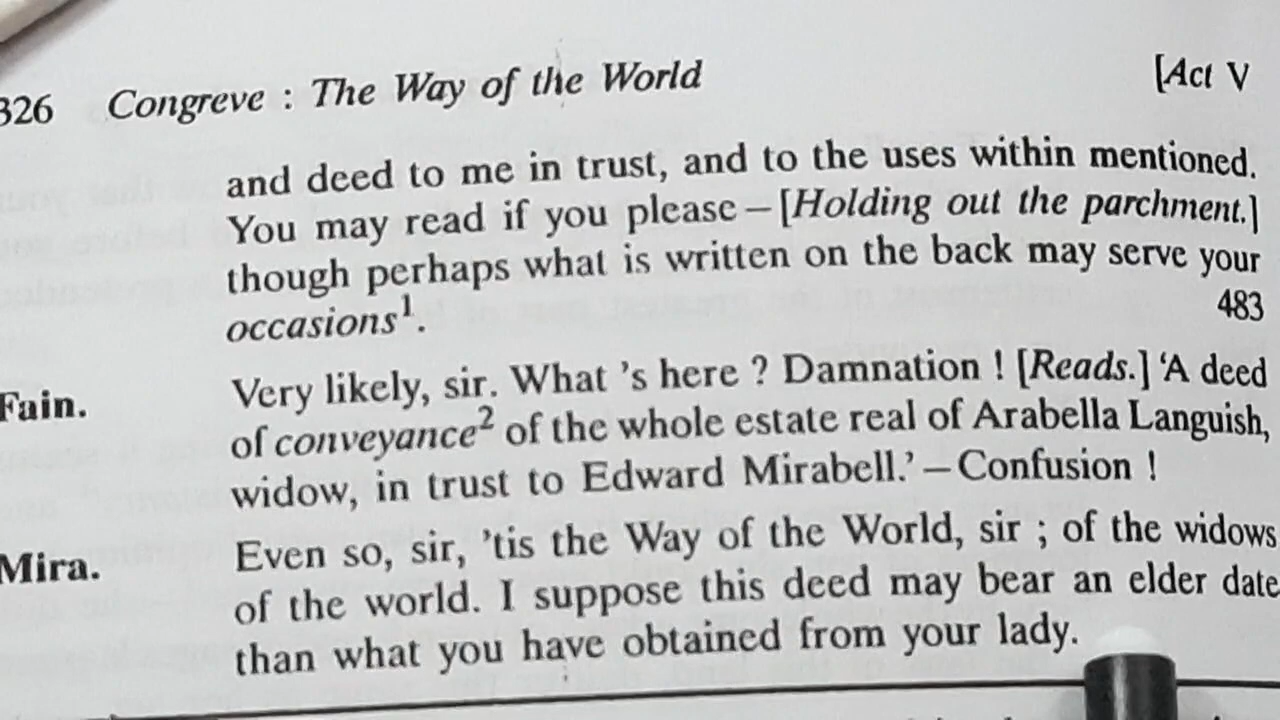 326 Congreve : The Way of the World [Act V
and deed to me in trust, and to the uses within mentioned.
You may read if you please – [Holding out the parchment.]
though perhaps what is written on the back may serve your
occasions¹. 483
Fain. Very likely, sir. What 's here ? Damnation ! [Reads.] ‘A deed
of conveyance² of the whole estate real of Arabella Languish,
widow, in trust to Edward Mirabell.’ – Confusion !
Mira. Even so, sir, ’tis the Way of the World, sir ; of the widows
of the world. I suppose this deed may bear an elder date
than what you have obtained from your lady.